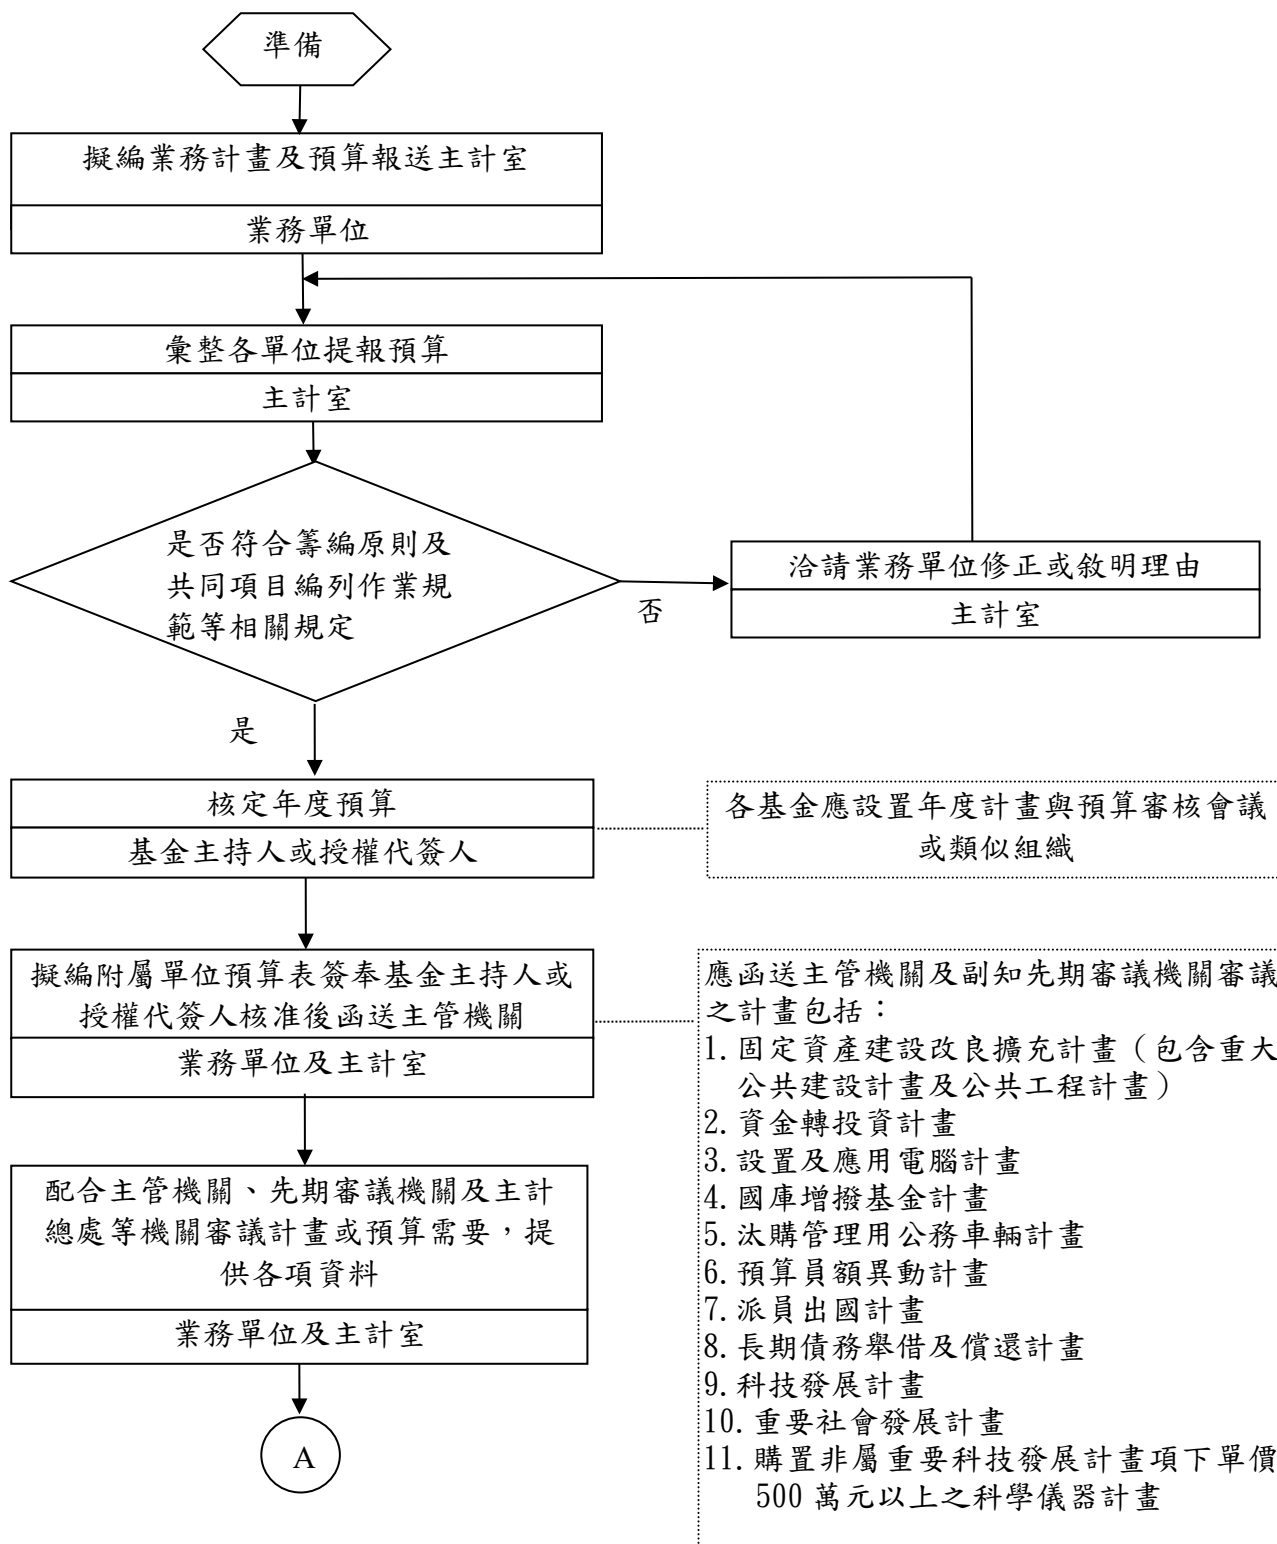 準備
擬編業務計畫及預算報送主計室
業務單位
彙整各單位提報預算
主計室
是否符合籌編原則及
共同項目編列作業規
範等相關規定
否
洽請業務單位修正或敘明理由
主計室
是
核定年度預算
基金主持人或授權代簽人
各基金應設置年度計畫與預算審核會議
或類似組織
擬編附屬單位預算表簽奉基金主持人或
授權代簽人核准後函送主管機關
業務單位及主計室
應函送主管機關及副知先期審議機關審議
之計畫包括：
1.固定資產建設改良擴充計畫（包含重大
公共建設計畫及公共工程計畫）
2.資金轉投資計畫
3.設置及應用電腦計畫
4.國庫增撥基金計畫
5.汰購管理用公務車輛計畫
6.預算員額異動計畫
7.派員出國計畫
8.長期債務舉借及償還計畫
9.科技發展計畫
10.重要社會發展計畫
11.購置非屬重要科技發展計畫項下單價
500 萬元以上之科學儀器計畫
配合主管機關、先期審議機關及主計
總處等機關審議計畫或預算需要，提
供各項資料
業務單位及主計室
A